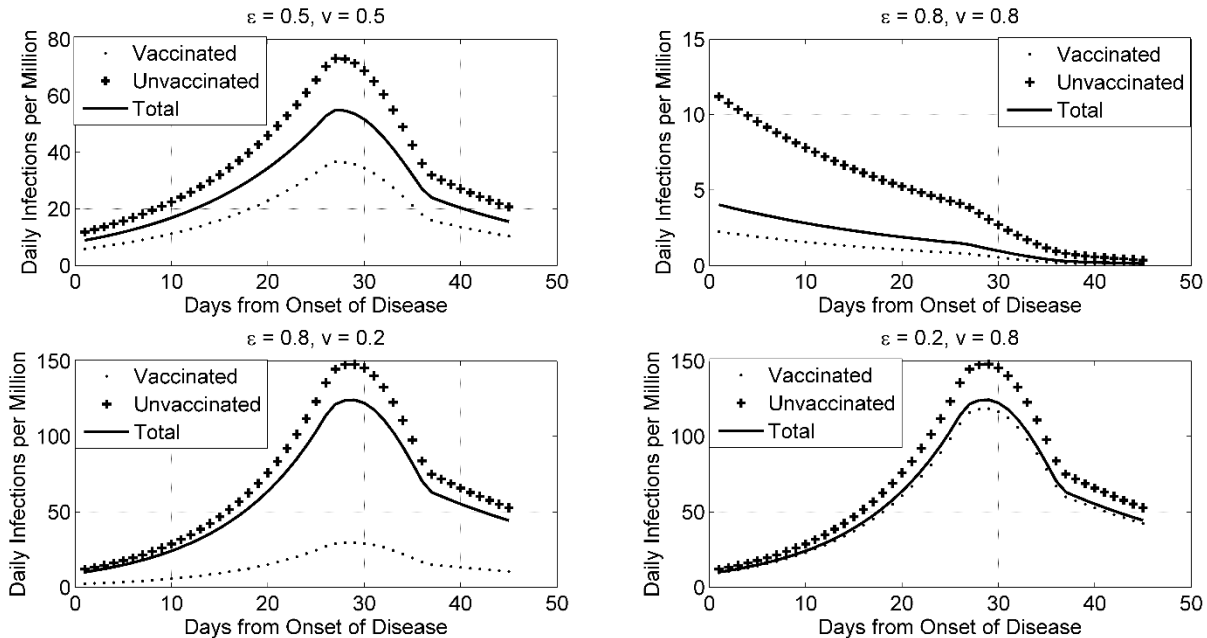 ε = 0.5, v = 0.5
Daily Infections per Million
80
60
40
20
0
Vaccinated
Unvaccinated
Total
0 10 20 30 40 50
Days from Onset of Disease
ε = 0.8, v = 0.8
Daily Infections per Million
15
10
5
0
Vaccinated
Unvaccinated
Total
0 10 20 30 40 50
Days from Onset of Disease
ε = 0.8, v = 0.2
Daily Infections per Million
150
100
50
0
Vaccinated
Unvaccinated
Total
0 10 20 30 40 50
Days from Onset of Disease
ε = 0.2, v = 0.8
Daily Infections per Million
150
100
50
0
Vaccinated
Unvaccinated
Total
0 10 20 30 40 50
Days from Onset of Disease